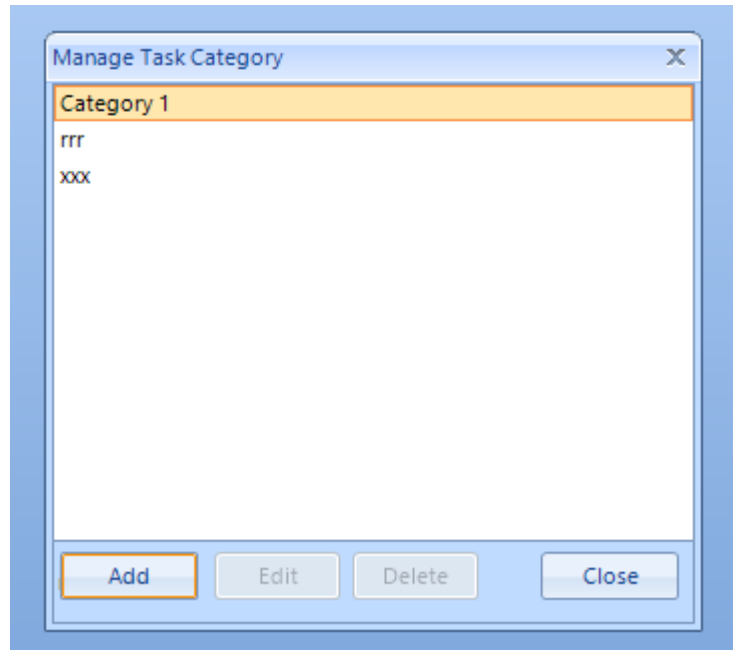 Manage Task Category
Category 1
rrr
xxx
Add Edit Delete Close